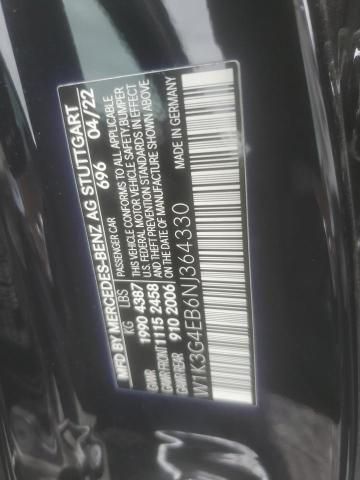 MFD BY MERCEDES-BENZ AG STUTTGART
PASSENGER CAR 696 04/22
KG LBS THIS VEHICLE CONFORMS TO ALL APPLICABLE
GVWR 1990 4387 U.S. FEDERAL MOTOR VEHICLE SAFETY, BUMPER
GAWR FRONT 1115 2458 AND THEFT PREVENTION STANDARDS IN EFFECT
GAWR REAR 910 2006 ON THE DATE OF MANUFACTURE SHOWN ABOVE
W1K3G4EB6NJ364330 MADE IN GERMANY